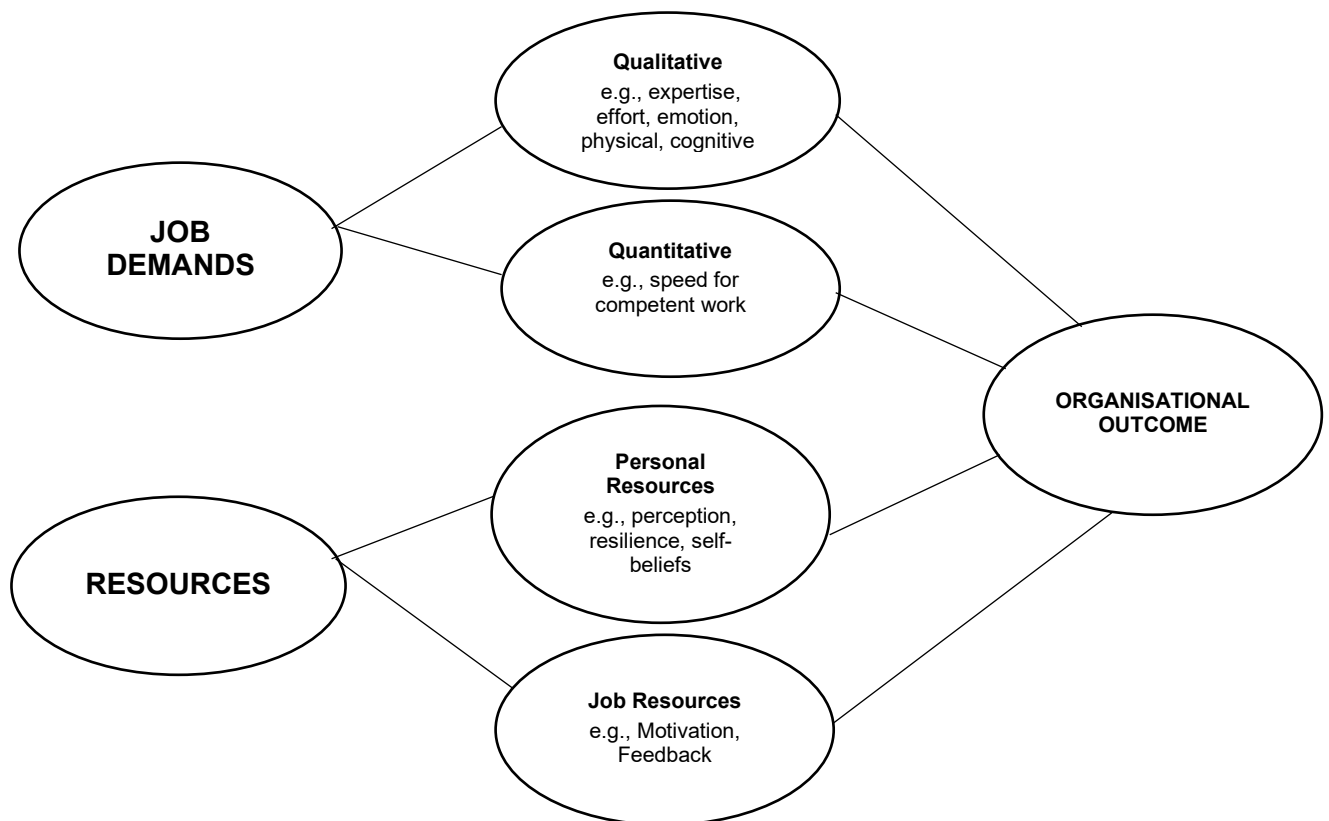 Qualitative
e.g., expertise,
effort, emotion,
physical, cognitive
JOB
DEMANDS
Quantitative
e.g., speed for
competent work
ORGANISATIONAL
OUTCOME
Personal
Resources
e.g., perception,
resilience, self-
beliefs
RESOURCES
Job Resources
e.g., Motivation,
Feedback